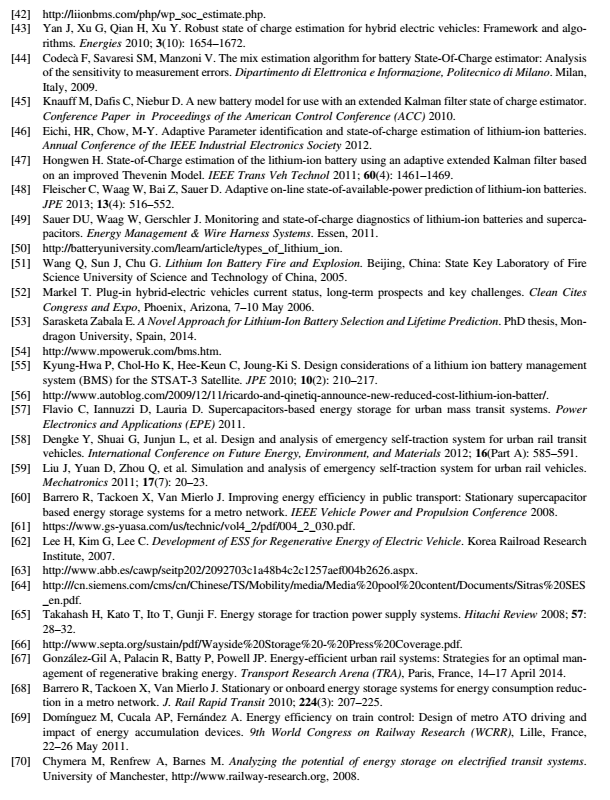 [42] http://liionbms.com/php/wp_soc_estimate.php.
[43] Yan J, Xu G, Qian H, Xu Y. Robust state of charge estimation for hybrid electric vehicles: Framework and algo-
rithms. Energies 2010; 3(10): 1654–1672.
[44] Codecà F, Savaresi SM, Manzoni V. The mix estimation algorithm for battery State-Of-Charge estimator: Analysis
of the sensitivity to measurement errors. Dipartimento di Elettronica e Informazione, Politecnico di Milano. Milan,
Italy, 2009.
[45] Knauff M, Dafis C, Niebur D. A new battery model for use with an extended Kalman filter state of charge estimator.
Conference Paper in Proceedings of the American Control Conference (ACC) 2010.
[46] Eichi, HR, Chow, M-Y. Adaptive Parameter identification and state-of-charge estimation of lithium-ion batteries.
Annual Conference of the IEEE Industrial Electronics Society 2012.
[47] Hongwen H. State-of-Charge estimation of the lithium-ion battery using an adaptive extended Kalman filter based
on an improved Thevenin Model. IEEE Trans Veh Technol 2011; 60(4): 1461–1469.
[48] Fleischer C, Waag W, Bai Z, Sauer D. Adaptive on-line state-of-available-power prediction of lithium-ion batteries.
JPE 2013; 13(4): 516–552.
[49] Sauer DU, Waag W, Gerschler J. Monitoring and state-of-charge diagnostics of lithium-ion batteries and superca-
pacitors. Energy Management & Wire Harness Systems. Essen, 2011.
[50] http://batteryuniversity.com/learn/article/types_of_lithium_ion.
[51] Wang Q, Sun J, Chu G. Lithium Ion Battery Fire and Explosion. Beijing, China: State Key Laboratory of Fire
Science University of Science and Technology of China, 2005.
[52] Markel T. Plug-in hybrid-electric vehicles current status, long-term prospects and key challenges. Clean Cites
Congress and Expo, Phoenix, Arizona, 7–10 May 2006.
[53] Sarasketa Zabala E. A Novel Approach for Lithium-Ion Battery Selection and Lifetime Prediction. PhD thesis, Mon-
dragon University, Spain, 2014.
[54] http://www.mpoweruk.com/bms.htm.
[55] Kyung-Hwa P, Chol-Ho K, Hee-Keun C, Joung-Ki S. Design considerations of a lithium ion battery management
system (BMS) for the STSAT-3 Satellite. JPE 2010; 10(2): 210–217.
[56] http://www.autoblog.com/2009/12/11/ricardo-and-qinetiq-announce-new-reduced-cost-lithium-ion-batter/.
[57] Flavio C, Iannuzzi D, Lauria D. Supercapacitors-based energy storage for urban mass transit systems. Power
Electronics and Applications (EPE) 2011.
[58] Dengke Y, Shuai G, Junjun L, et al. Design and analysis of emergency self-traction system for urban rail transit
vehicles. International Conference on Future Energy, Environment, and Materials 2012; 16(Part A): 585–591.
[59] Liu J, Yuan D, Zhou Q, et al. Simulation and analysis of emergency self-traction system for urban rail vehicles.
Mechatronics 2011; 17(7): 20–23.
[60] Barrero R, Tackoen X, Van Mierlo J. Improving energy efficiency in public transport: Stationary supercapacitor
based energy storage systems for a metro network. IEEE Vehicle Power and Propulsion Conference 2008.
[61] https://www.gs-yuasa.com/us/technic/vol4_2/pdf/004_2_030.pdf.
[62] Lee H, Kim G, Lee C. Development of ESS for Regenerative Energy of Electric Vehicle. Korea Railroad Research
Institute, 2007.
[63] http://www.abb.es/cawp/seitp202/2092703c1a48b4c2c1257aef004b2626.aspx.
[64] http:///cn.siemens.com/cms/cn/Chinese/TS/Mobility/media/Media%20pool%20content/Documents/Sitras%20SES
_en.pdf.
[65] Takahash H, Kato T, Ito T, Gunji F. Energy storage for traction power supply systems. Hitachi Review 2008; 57:
28–32.
[66] http://www.septa.org/sustain/pdf/Wayside%20Storage%20-%20Press%20Coverage.pdf.
[67] González-Gil A, Palacin R, Batty P, Powell JP. Energy-efficient urban rail systems: Strategies for an optimal man-
agement of regenerative braking energy. Transport Research Arena (TRA), Paris, France, 14–17 April 2014.
[68] Barrero R, Tackoen X, Van Mierlo J. Stationary or onboard energy storage systems for energy consumption reduc-
tion in a metro network. J. Rail Rapid Transit 2010; 224(3): 207–225.
[69] Domínguez M, Cucala AP, Fernández A. Energy efficiency on train control: Design of metro ATO driving and
impact of energy accumulation devices. 9th World Congress on Railway Research (WCRR), Lille, France,
22–26 May 2011.
[70] Chymera M, Renfrew A, Barnes M. Analyzing the potential of energy storage on electrified transit systems.
University of Manchester, http://www.railway-research.org, 2008.